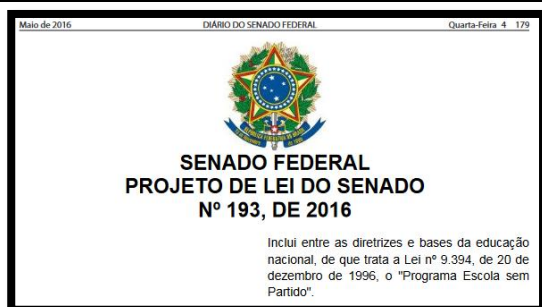 Maio de 2016 DIÁRIO DO SENADO FEDERAL Quarta-Feira 4 179
SENADO FEDERAL
PROJETO DE LEI DO SENADO
Nº 193, DE 2016
Inclui entre as diretrizes e bases da educação
nacional, de que trata a Lei nº 9.394, de 20 de
dezembro de 1996, o "Programa Escola sem
Partido".